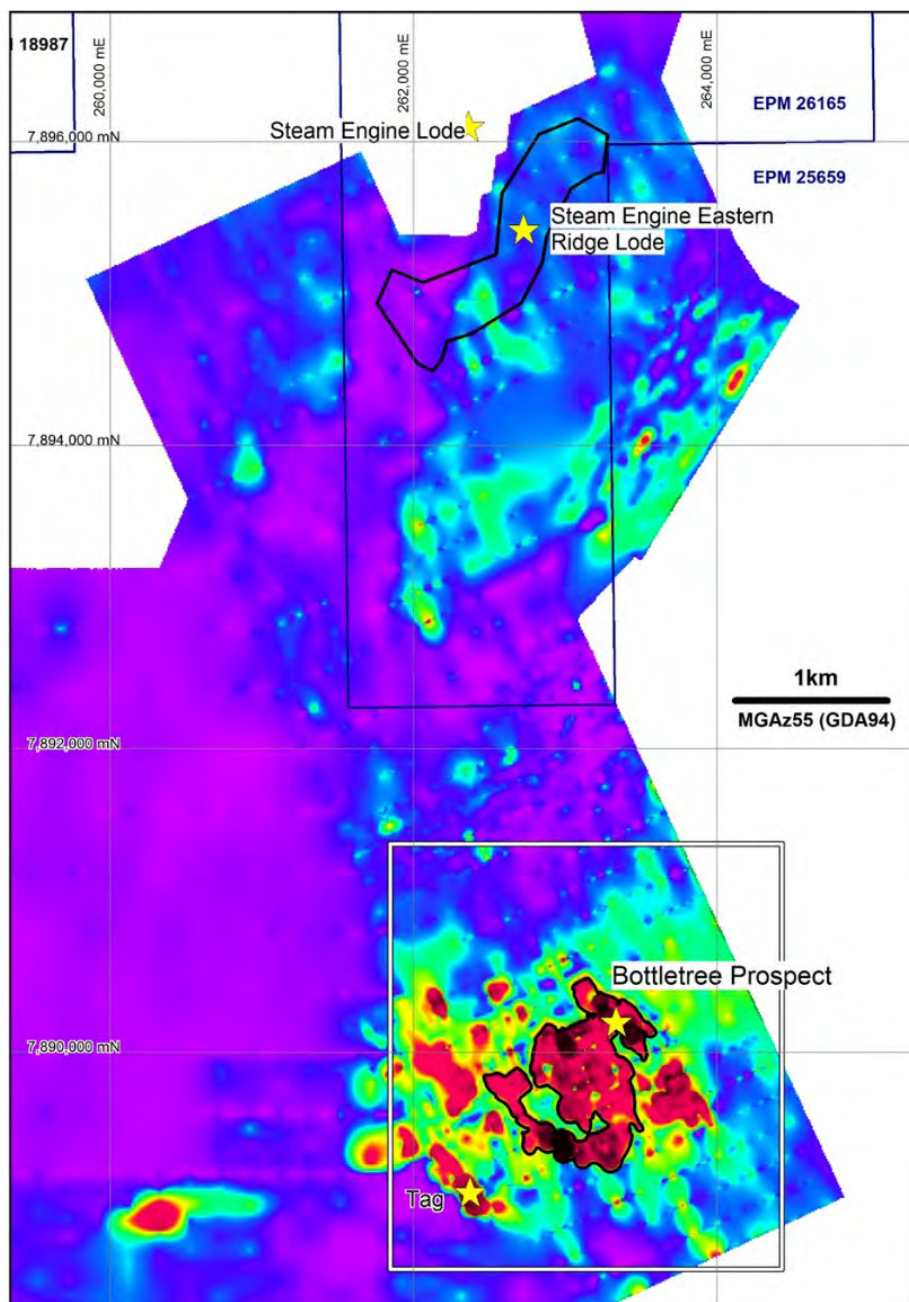 18987
260,000 mE
262,000 mE
264,000 mE
EPM 26165
Steam Engine Lode
7,896,000 mN
EPM 25659
Steam Engine Eastern
Ridge Lode
7,894,000 mN
1km
MGAz55 (GDA94)
7,892,000 mN
Bottletree Prospect
7,890,000 mN
Tag